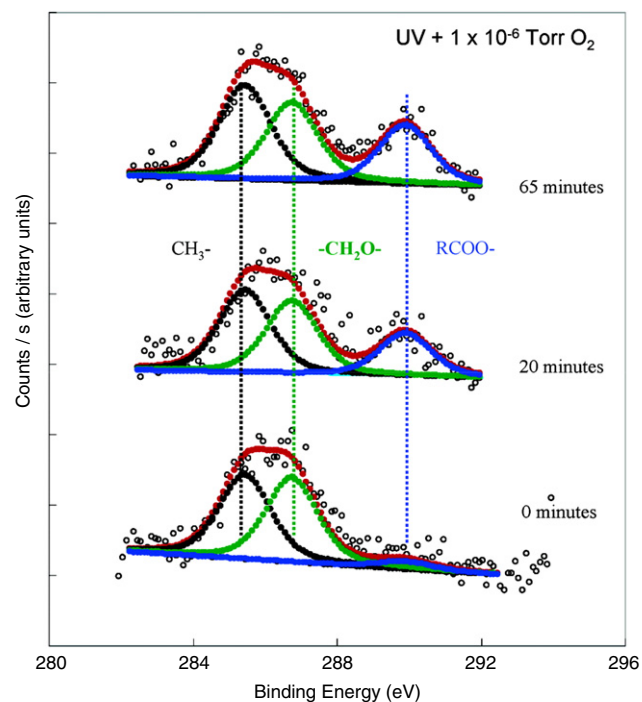 UV + 1 x 10-6 Torr O2
65 minutes
CH3-
-CH2O-
RCOO-
20 minutes
0 minutes
Counts / s (arbitrary units)
280
284
288
292
296
Binding Energy (eV)